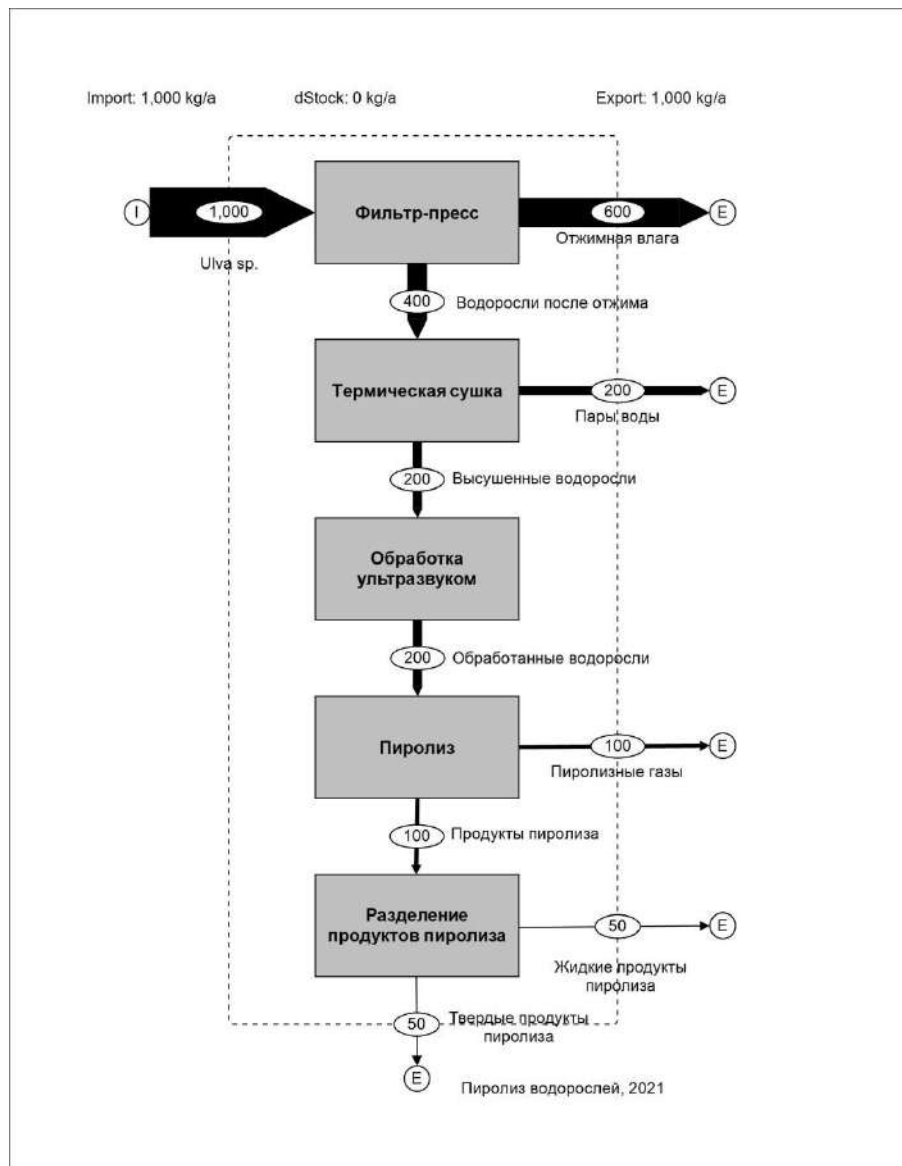 Import: 1,000 kg/a dStock: 0 kg/a Export: 1,000 kg/a
I 1,000 Фильтр-пресс 600 E
Ulva sp. Отжимная влага
400 Водоросли после отжима
Термическая сушка 200 E
Пары воды
200 Высушенные водоросли
Обработка
ультразвуком
200 Обработанные водоросли
Пиролиз 100 E
Пиролизные газы
100 Продукты пиролиза
Разделение
продуктов пиролиза
50 E
Жидкие продукты
пиролиза
50 Твердые продукты
пиролиза
E
Пиролиз водорослей, 2021